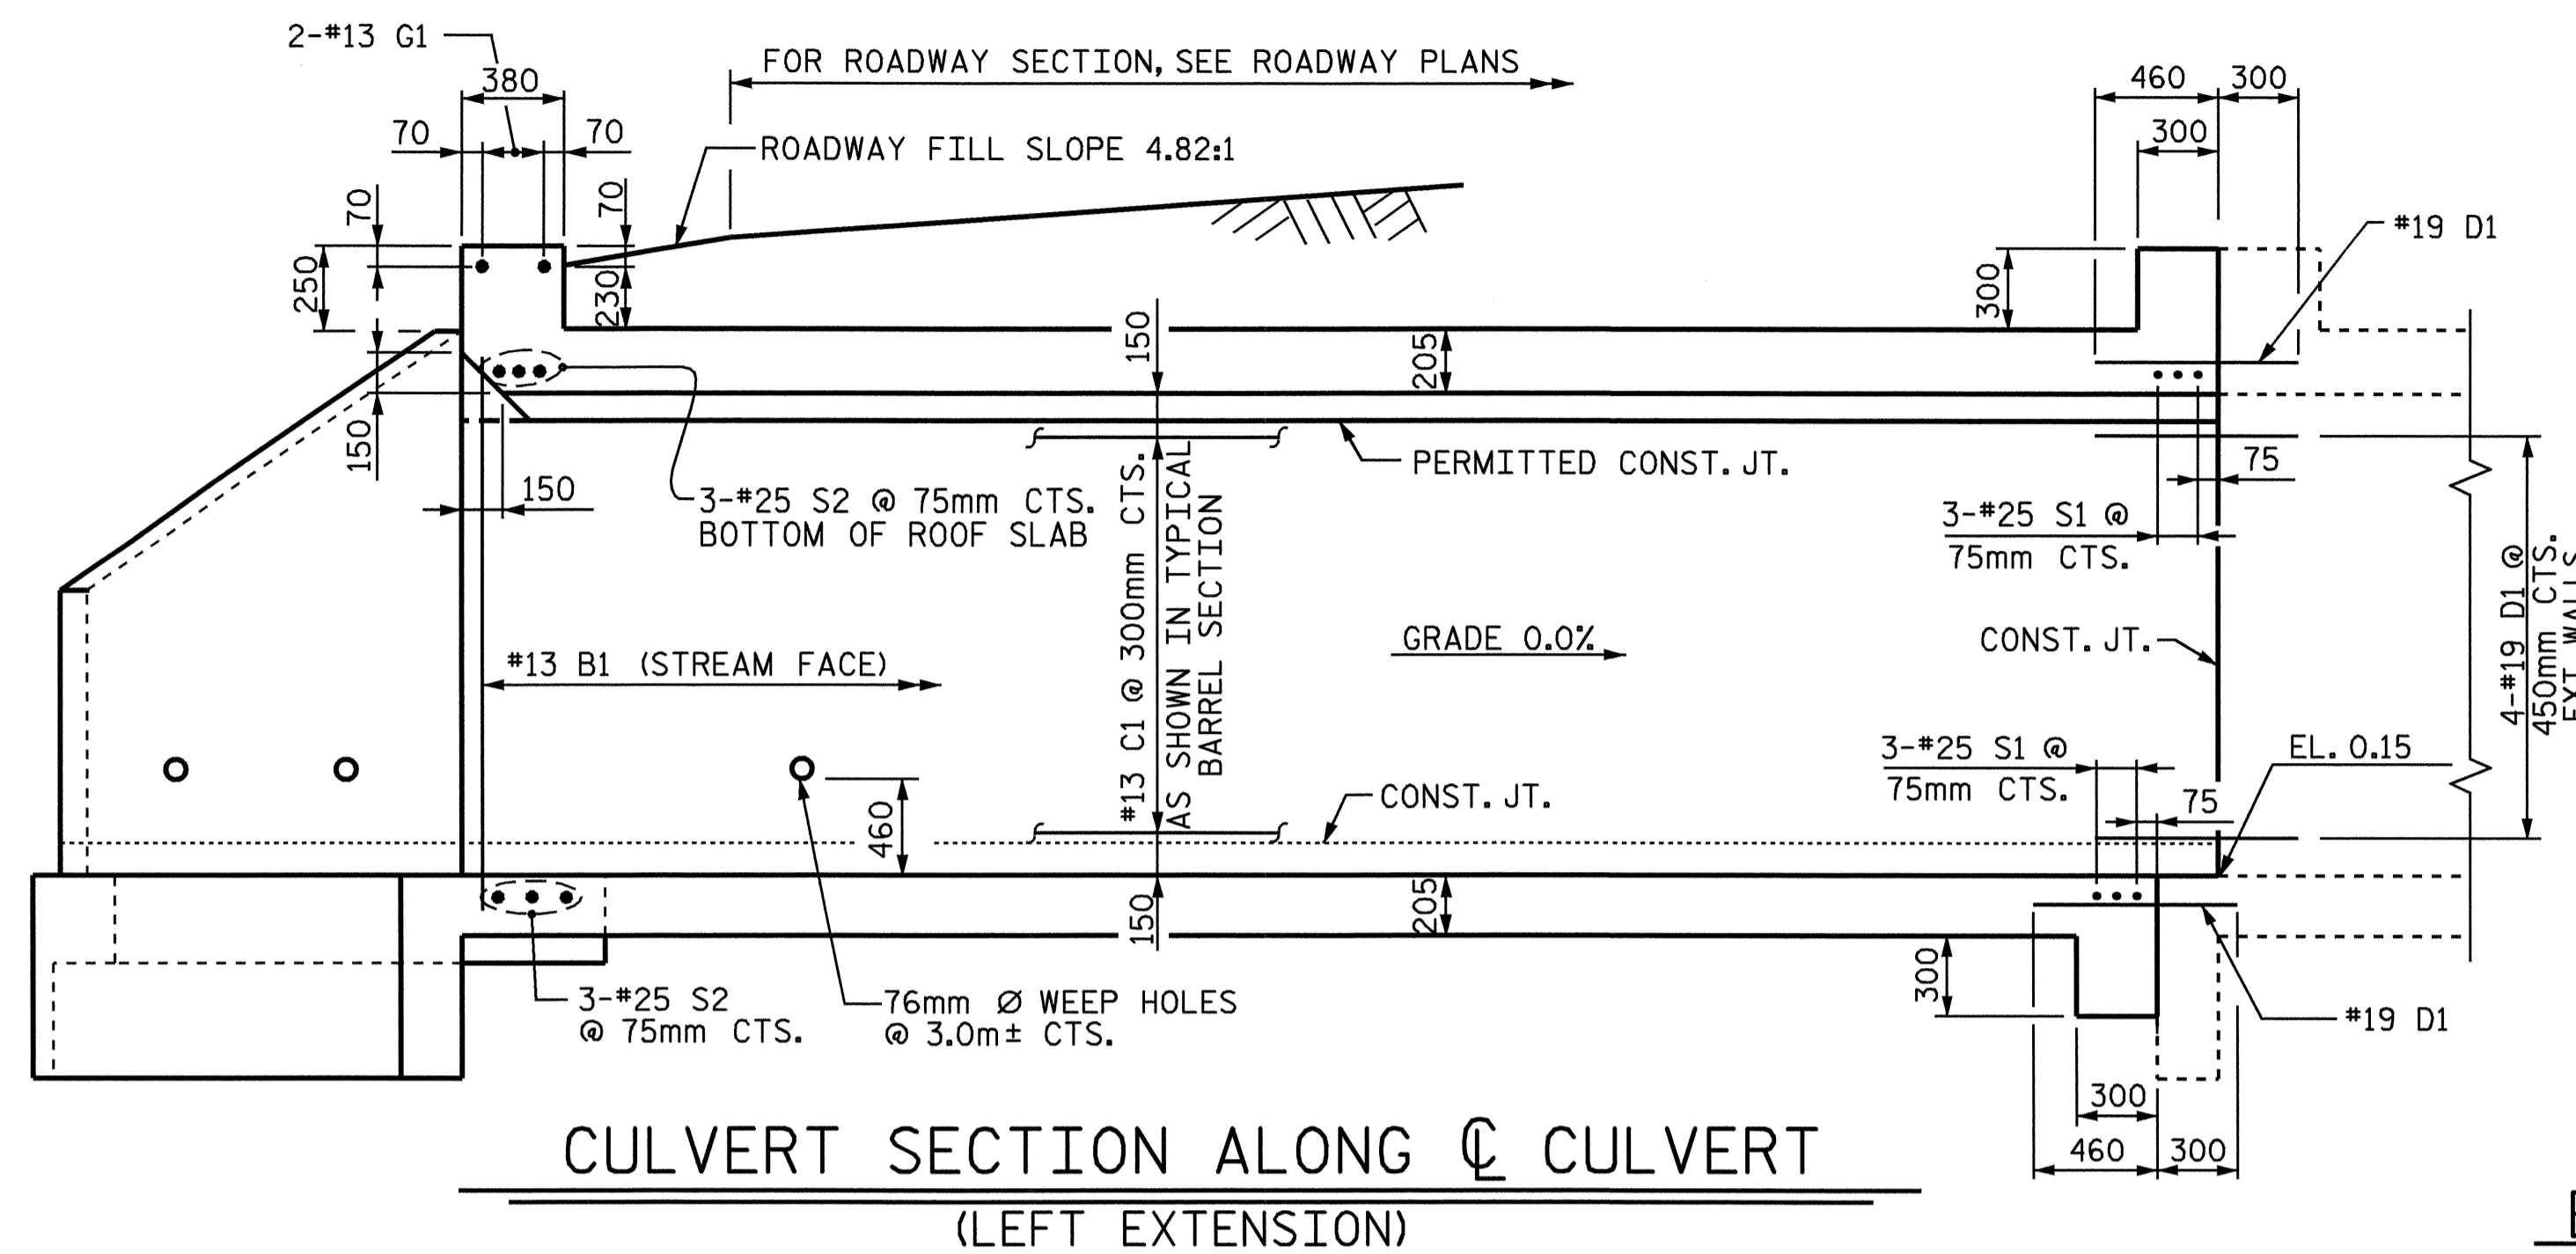 2-#13 G1
380
70
70
FOR ROADWAY SECTION, SEE ROADWAY PLANS
ROADWAY FILL SLOPE 4.82:1
460
300
300
#19 D1
70
70
250
230
300
150
205
150
150
3-#25 S2 @ 75mm CTS.
BOTTOM OF ROOF SLAB
PERMITTED CONST. JT.
75
3-#25 S1 @
75mm CTS.
#13 C1 @ 300mm CTS.
AS SHOWN IN TYPICAL
BARREL SECTION
4-#19 D1 @
450mm CTS.
EXT. WALLS
#13 B1 (STREAM FACE)
GRADE 0.0%
CONST. JT.
3-#25 S1 @
75mm CTS.
EL. 0.15
75
CONST. JT.
460
150
205
300
3-#25 S2
@ 75mm CTS.
76mm Ø WEEP HOLES
@ 3.0m± CTS.
#19 D1
300
460
300
CULVERT SECTION ALONG ℄ CULVERT
(LEFT EXTENSION)